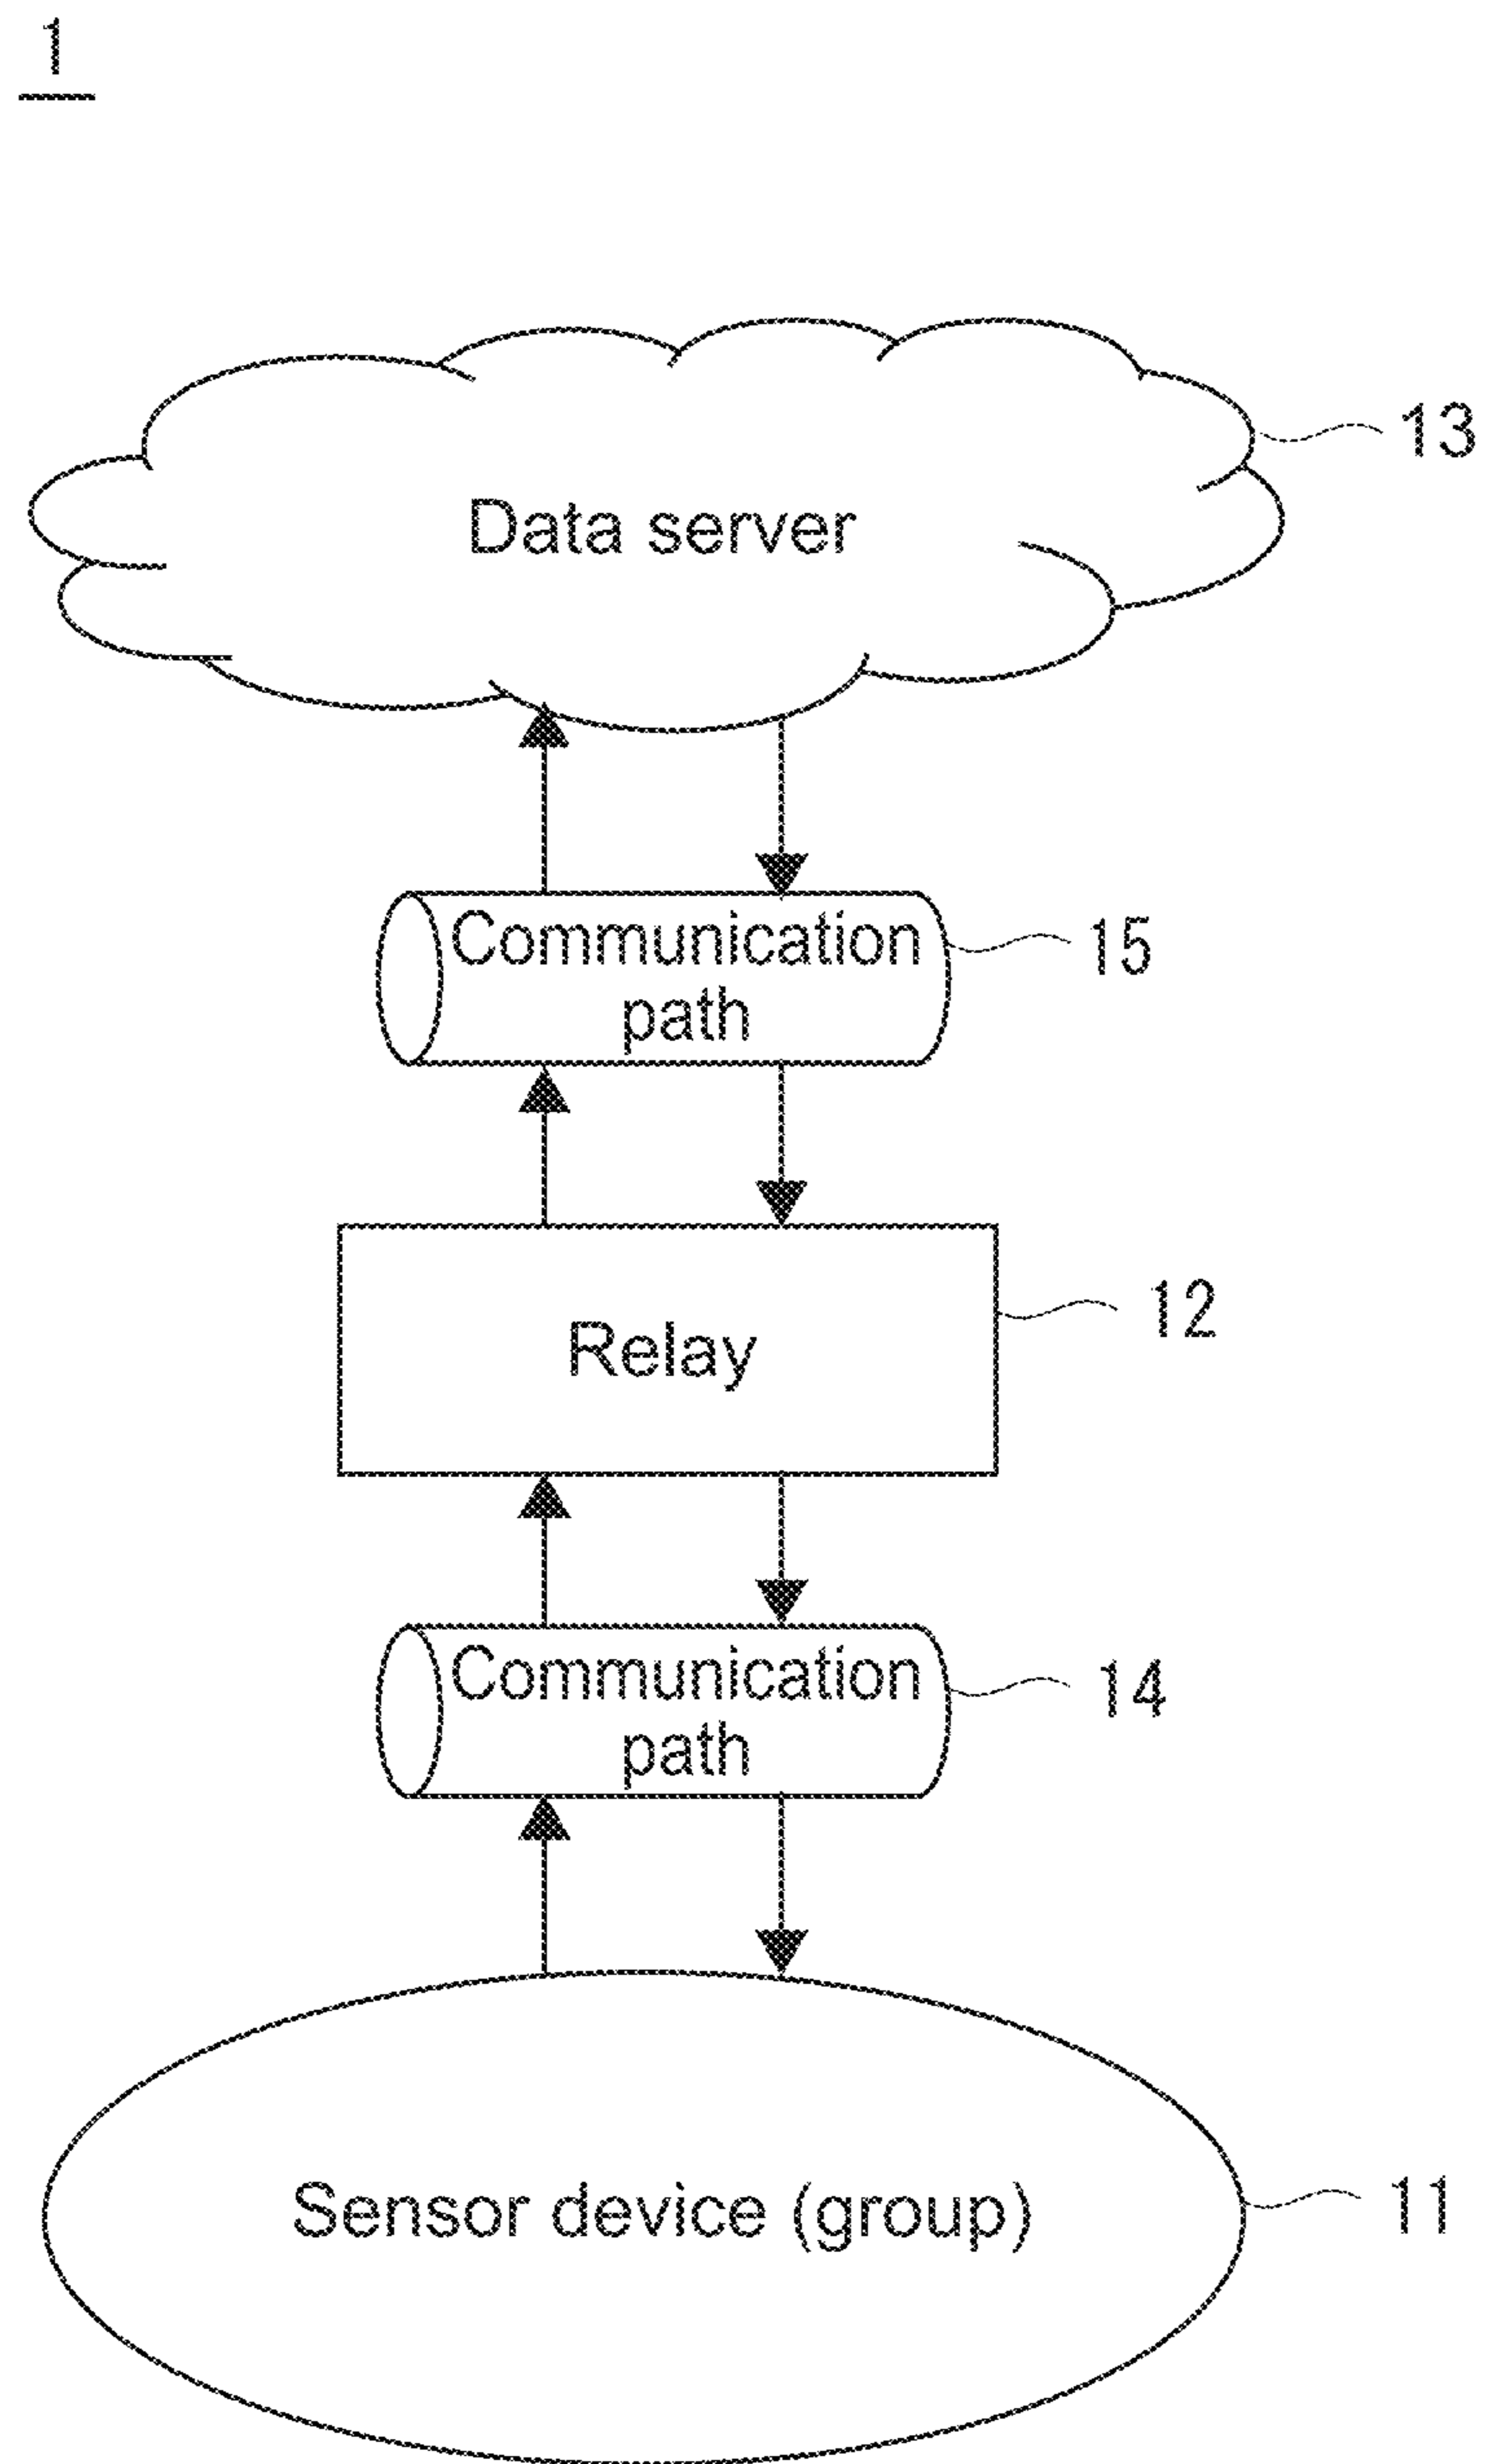 1
13
Data server
Communication
path
15
12
Relay
Communication
path
14
Sensor device (group)
11